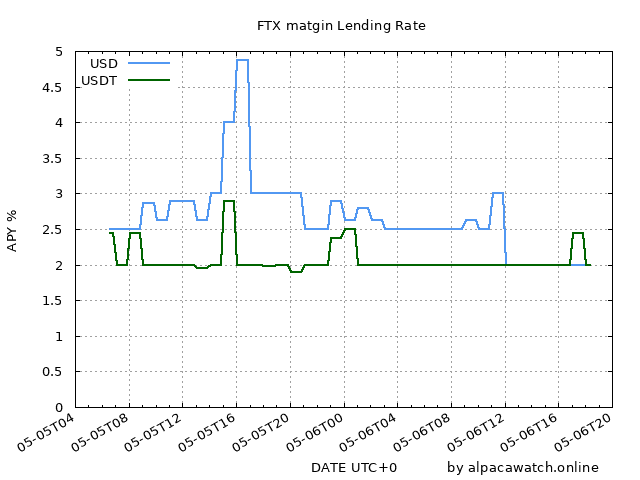 FTX matgin Lending Rate
USD
USDT
5
4.5
4
3.5
3
2.5
2
1.5
1
0.5
0
APY %
05-05T04
05-05T08
05-05T12
05-05T16
05-05T20
05-06T00
05-06T04
05-06T08
05-06T12
05-06T16
05-06T20
DATE UTC+0
by alpacawatch.online